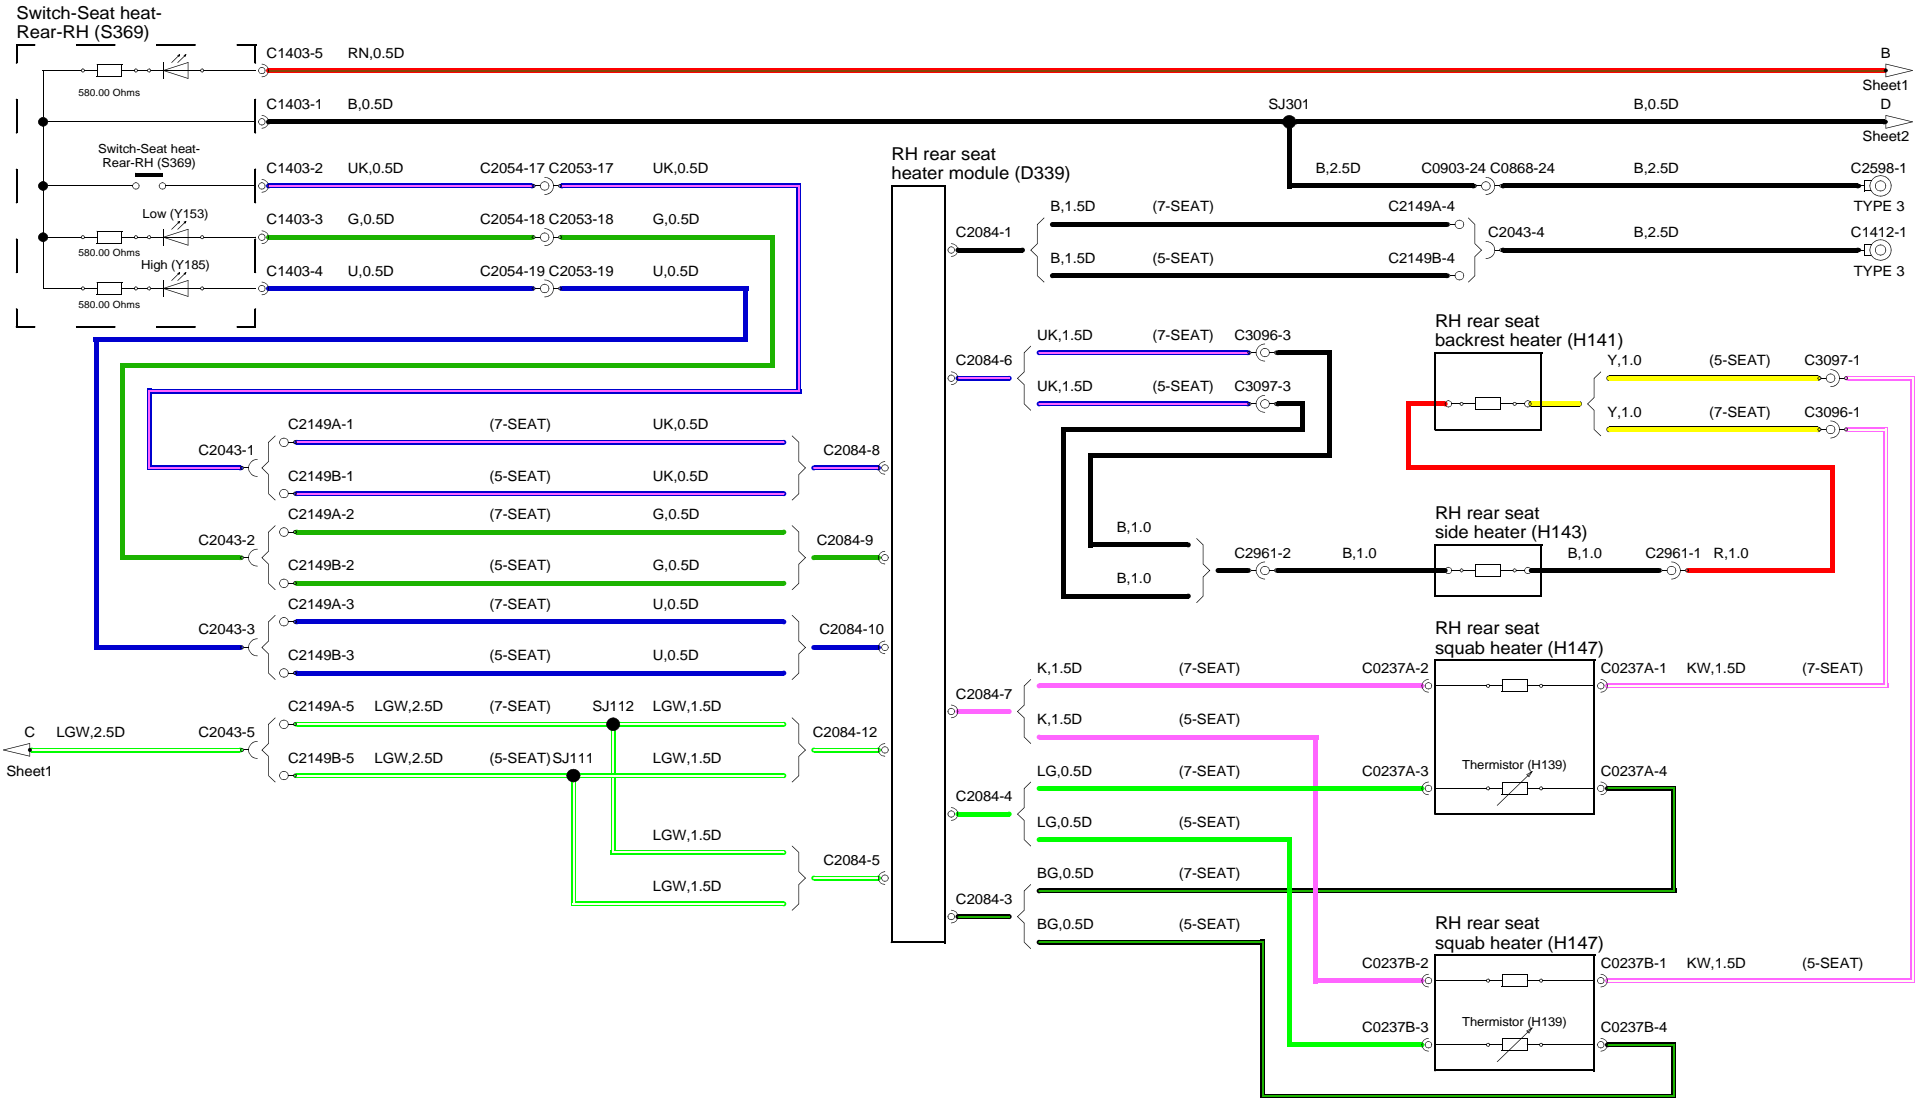 Switch-Seat heat-
Rear-RH (S369)
C1403-5 RN,0.5D
B
580.00 Ohms
Sheet1
C1403-1 B,0.5D
SJ301
B,0.5D
D
Sheet2
Switch-Seat heat-
Rear-RH (S369)
C1403-2 UK,0.5D
C2054-17 C2053-17
UK,0.5D
RH rear seat
heater module (D339)
B,2.5D
C0903-24 C0868-24
B,2.5D
C2598-1
TYPE 3
Low (Y153)
C1403-3 G,0.5D
C2054-18 C2053-18
G,0.5D
580.00 Ohms
C2084-1
B,1.5D
(7-SEAT)
C2149A-4
C2043-4
B,2.5D
C1412-1
TYPE 3
High (Y185)
C1403-4 U,0.5D
C2054-19 C2053-19
U,0.5D
580.00 Ohms
B,1.5D
(5-SEAT)
C2149B-4
RH rear seat
backrest heater (H141)
C2084-6
UK,1.5D
(7-SEAT)
C3096-3
Y,1.0
(5-SEAT)
C3097-1
UK,1.5D
(5-SEAT)
C3097-3
Y,1.0
(7-SEAT)
C3096-1
C2043-1
C2149A-1
(7-SEAT)
UK,0.5D
C2084-8
C2149B-1
(5-SEAT)
UK,0.5D
C2043-2
C2149A-2
(7-SEAT)
G,0.5D
C2084-9
C2149B-2
(5-SEAT)
G,0.5D
RH rear seat
side heater (H143)
B,1.0
C2961-2
B,1.0
B,1.0
C2961-1 R,1.0
B,1.0
C2043-3
C2149A-3
(7-SEAT)
U,0.5D
C2084-10
C2149B-3
(5-SEAT)
U,0.5D
RH rear seat
squab heater (H147)
C2084-7
K,1.5D
(7-SEAT)
C0237A-2
C0237A-1 KW,1.5D
(7-SEAT)
K,1.5D
(5-SEAT)
C LGW,2.5D
Sheet1
C2043-5
C2149A-5 LGW,2.5D
(7-SEAT)
SJ112
LGW,1.5D
C2084-12
C2149B-5 LGW,2.5D
(5-SEAT) SJ111
LGW,1.5D
C2084-4
LG,0.5D
(7-SEAT)
C0237A-3
Thermistor (H139)
C0237A-4
LG,0.5D
(5-SEAT)
LGW,1.5D
C2084-5
LGW,1.5D
C2084-3
BG,0.5D
(7-SEAT)
BG,0.5D
(5-SEAT)
RH rear seat
squab heater (H147)
C0237B-2
C0237B-1 KW,1.5D
(5-SEAT)
C0237B-3
Thermistor (H139)
C0237B-4